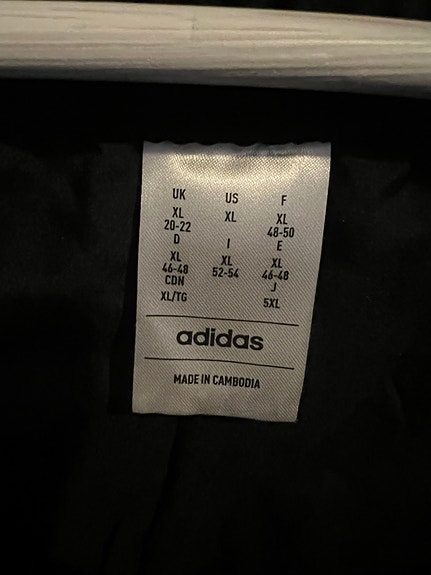 UK US F
XL XL XL
20-22 48-50
D I E
XL XL XL
46-48 52-54 46-48
CDN J
XL/TG 5XL
adidas
MADE IN CAMBODIA